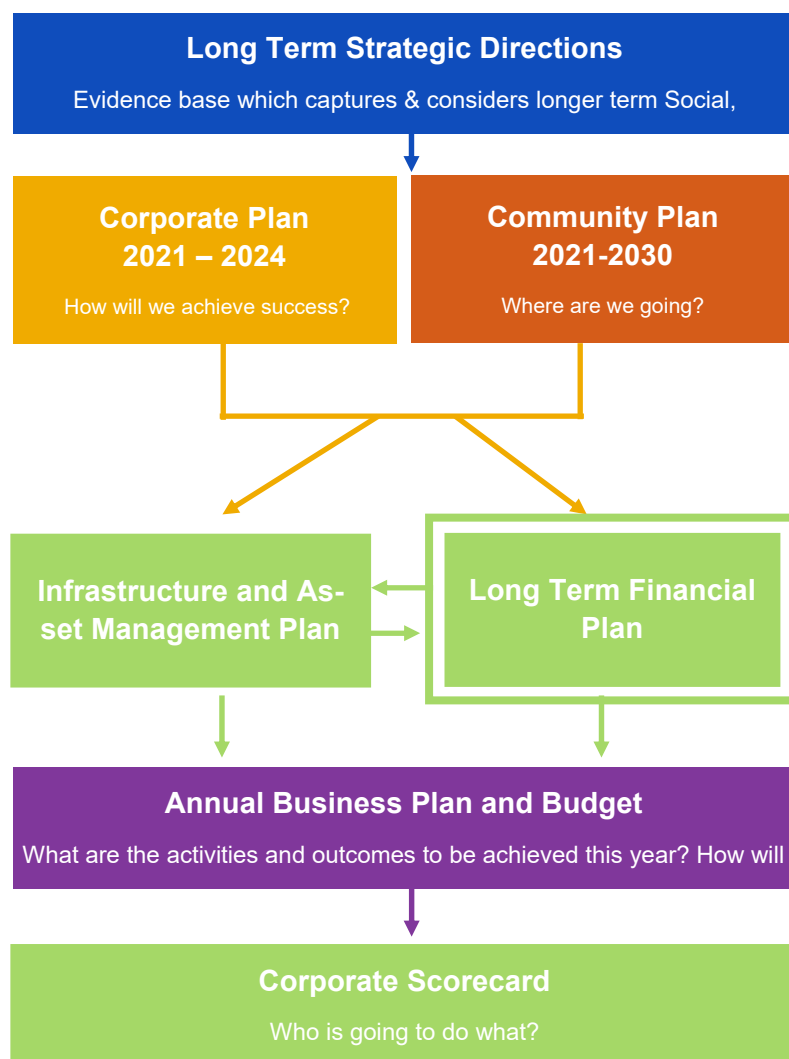 Long Term Strategic Directions
Evidence base which captures & considers longer term Social,
Corporate Plan
2021 – 2024
How will we achieve success?
Community Plan
2021-2030
Where are we going?
Infrastructure and As-
set Management Plan
Long Term Financial
Plan
Annual Business Plan and Budget
What are the activities and outcomes to be achieved this year? How will
Corporate Scorecard
Who is going to do what?